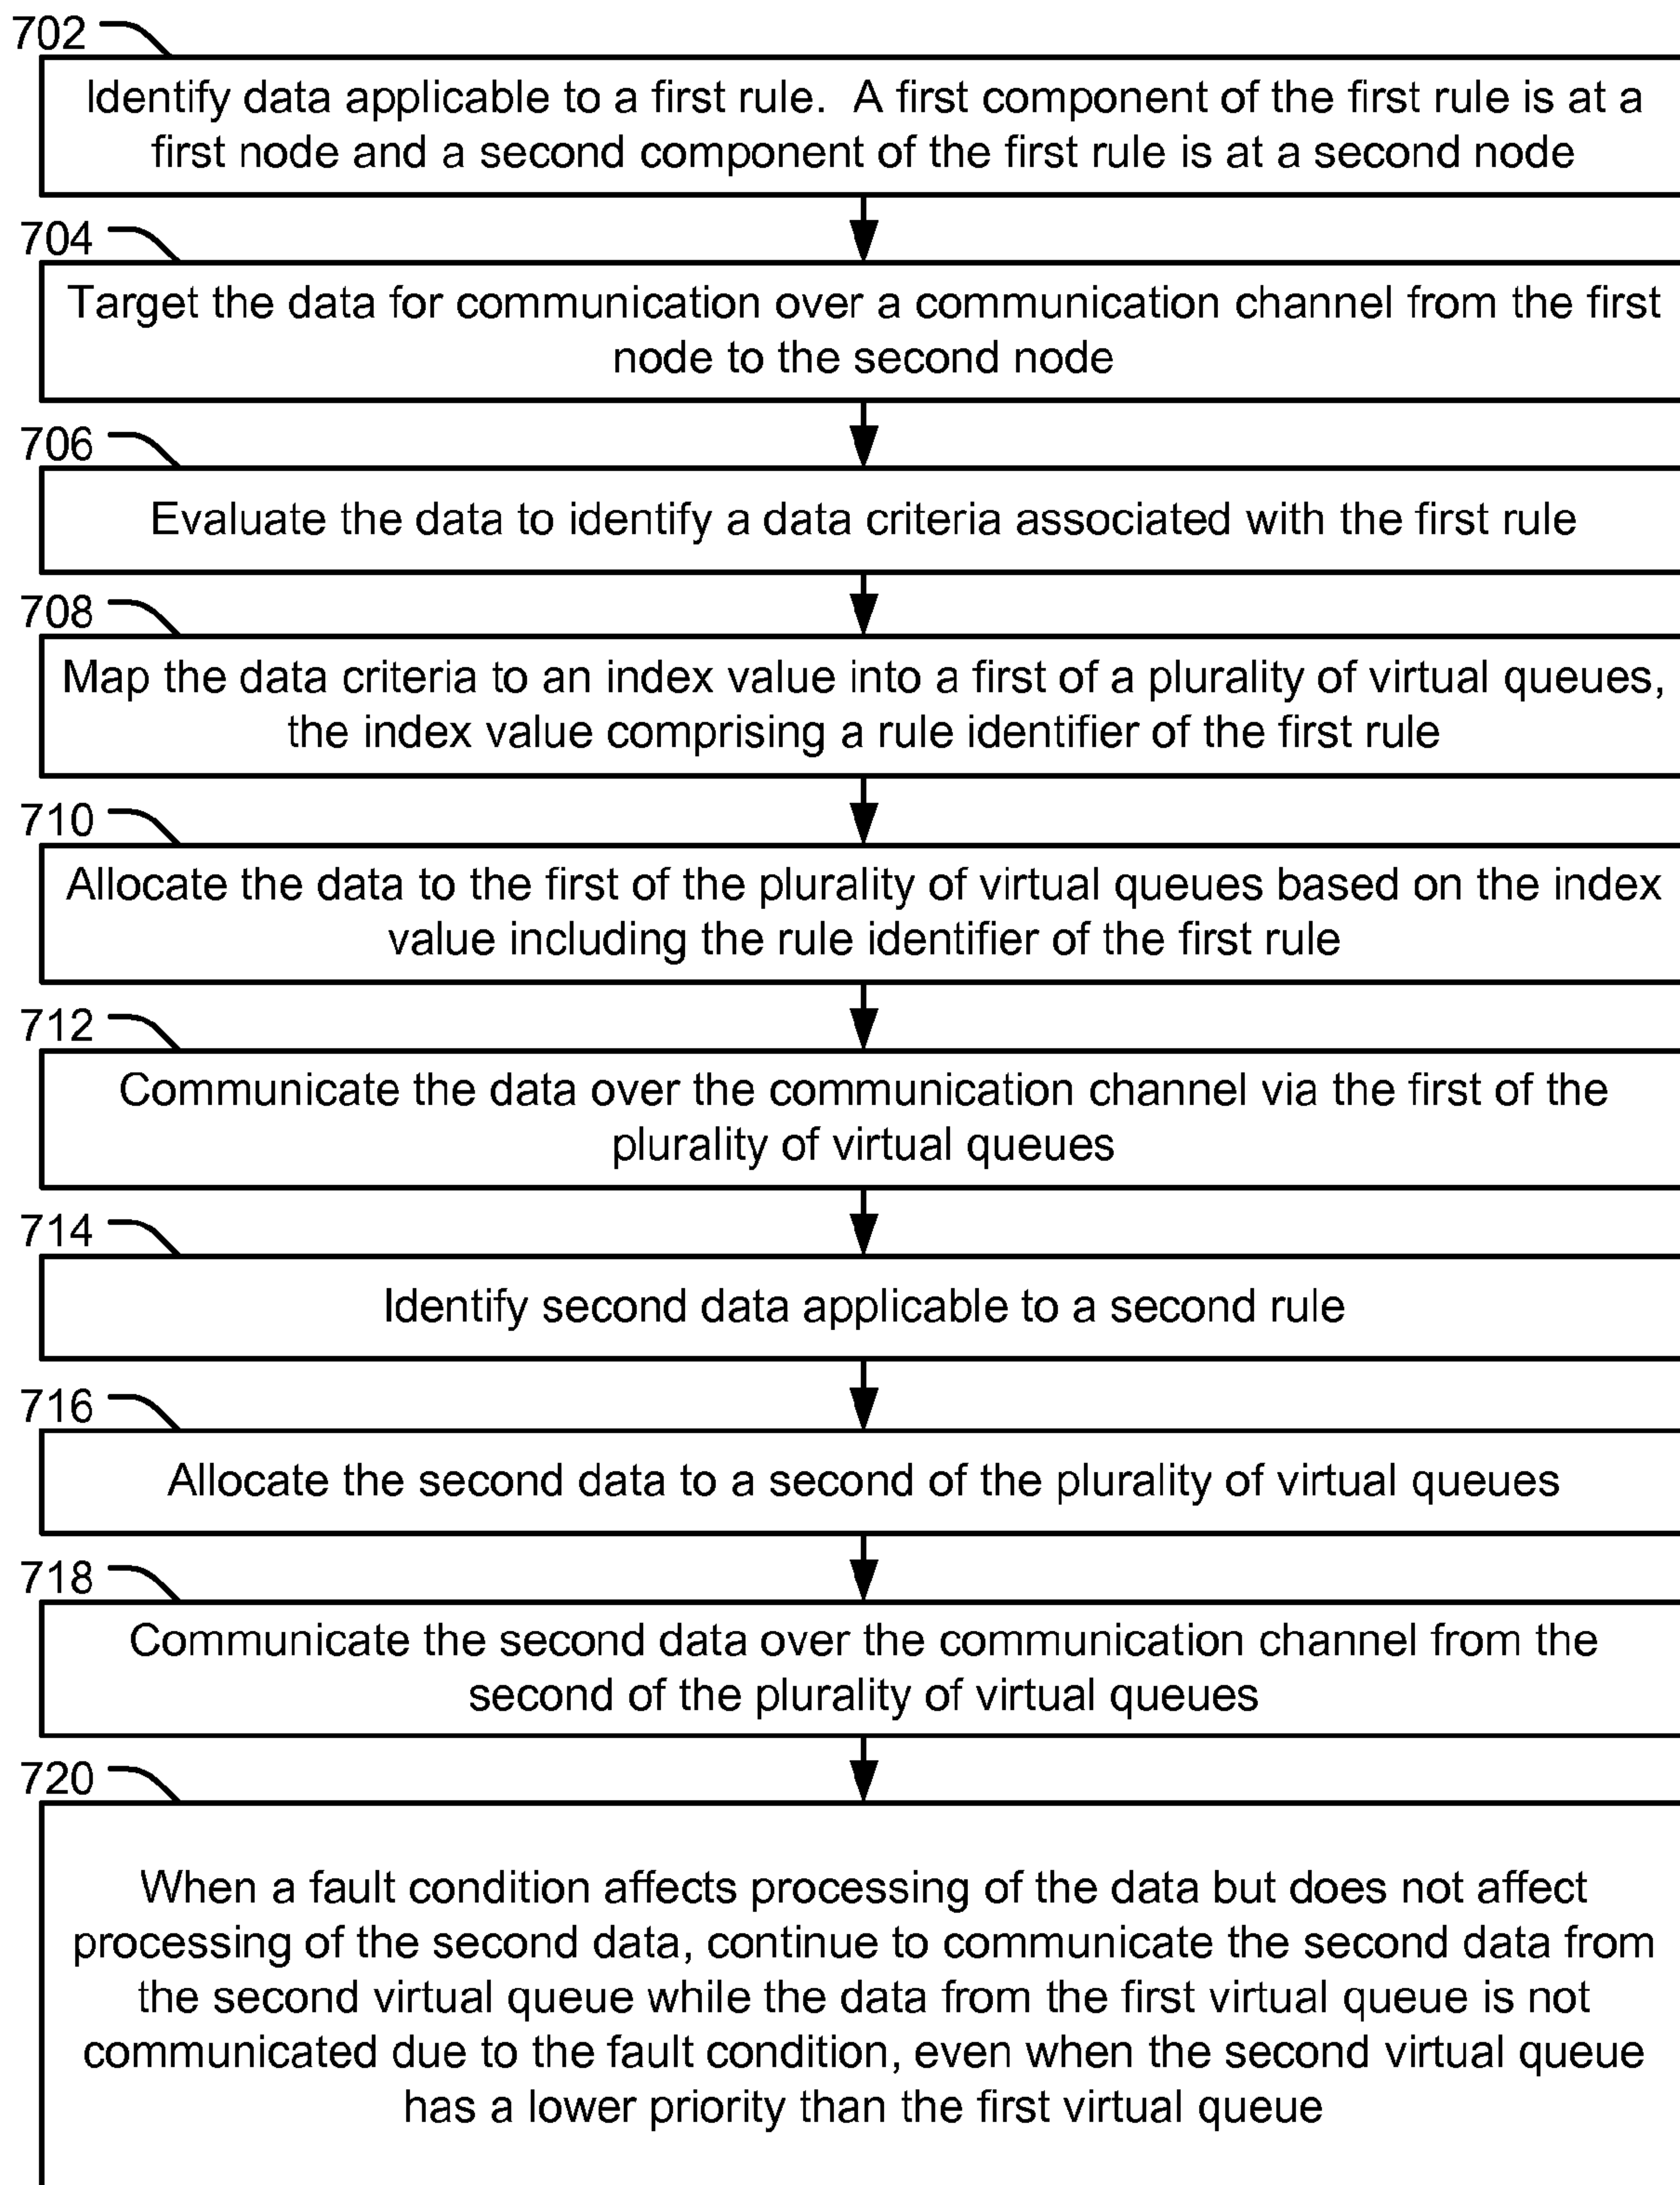 702
Identify data applicable to a first rule. A first component of the first rule is at a
first node and a second component of the first rule is at a second node
704
Target the data for communication over a communication channel from the first
node to the second node
706
Evaluate the data to identify a data criteria associated with the first rule
708
Map the data criteria to an index value into a first of a plurality of virtual queues,
the index value comprising a rule identifier of the first rule
710
Allocate the data to the first of the plurality of virtual queues based on the index
value including the rule identifier of the first rule
712
Communicate the data over the communication channel via the first of the
plurality of virtual queues
714
Identify second data applicable to a second rule
716
Allocate the second data to a second of the plurality of virtual queues
718
Communicate the second data over the communication channel from the
second of the plurality of virtual queues
720
When a fault condition affects processing of the data but does not affect
processing of the second data, continue to communicate the second data from
the second virtual queue while the data from the first virtual queue is not
communicated due to the fault condition, even when the second virtual queue
has a lower priority than the first virtual queue